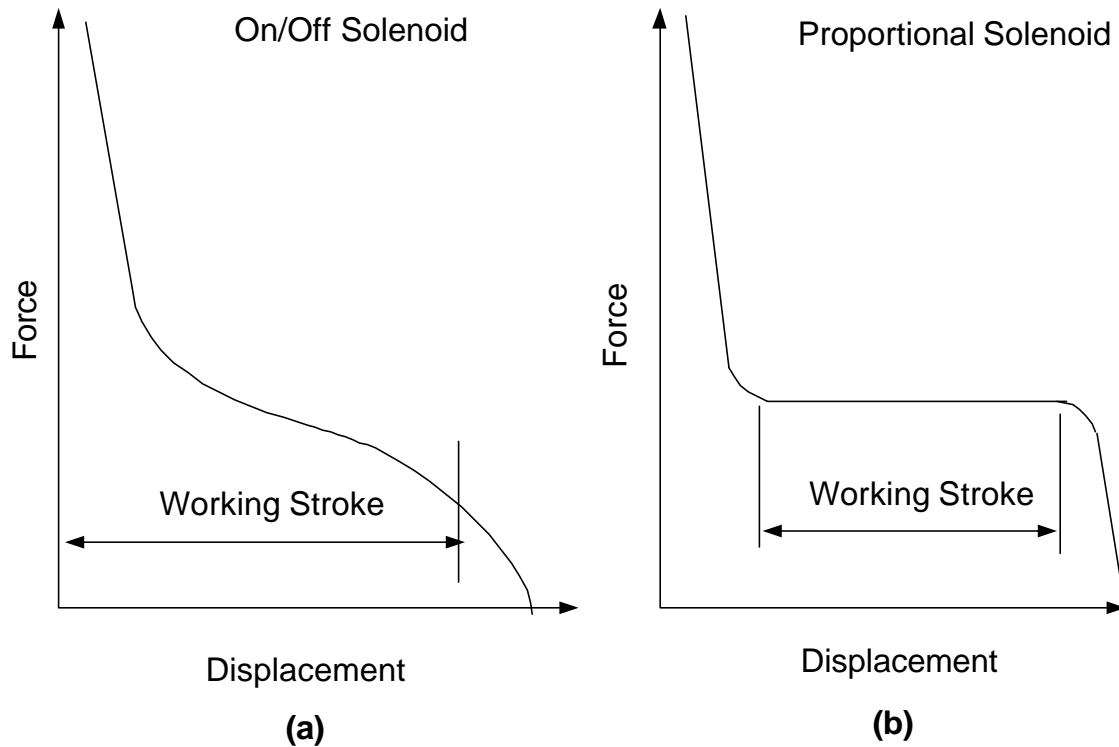 On/Off Solenoid
Force
Working Stroke
Displacement
(a)
Proportional Solenoid
Force
Working Stroke
Displacement
(b)